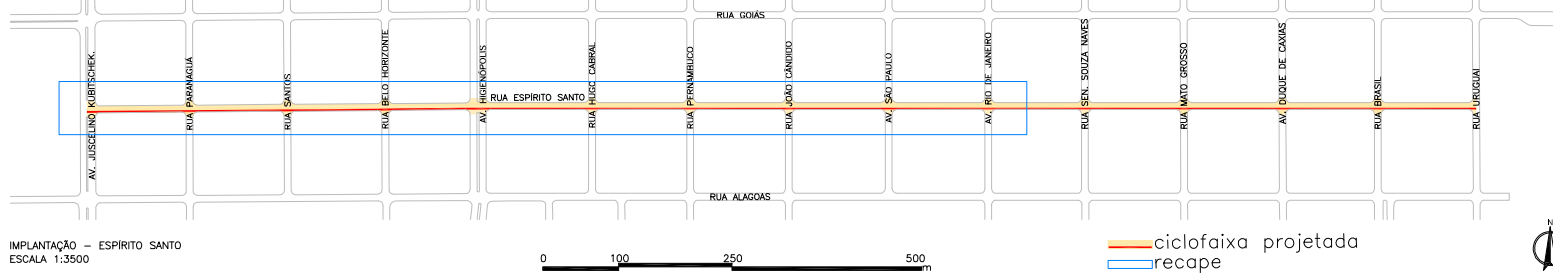 RUA GOIÁS
AV. JUSCELINO KUBITSCHEK.
RUA PARANAGUÁ
RUA SANTOS
RUA BELO HORIZONTE
AV. HIGIENÓPOLIS
RUA ESPÍRITO SANTO
RUA HUGO CABRAL
RUA PERNAMBUCO
RUA JOÃO CÂNDIDO
AV. SÃO PAULO
AV. RIO DE JANEIRO
RUA SEN. SOUZA NAVES
RUA MATO GROSSO
AV. DUQUE DE CAXIAS
RUA BRASIL
RUA URUGUAI
RUA ALAGOAS
IMPLANTAÇÃO – ESPÍRITO SANTO
ESCALA 1:3500
0 100 250 500 m
ciclofaixa projetada
recape
N